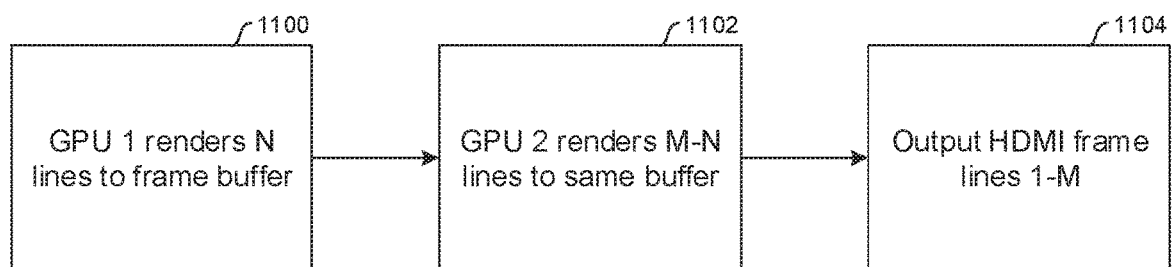 1100
1102
1104
GPU 1 renders N
lines to frame buffer
GPU 2 renders M-N
lines to same buffer
Output HDMI frame
lines 1-M